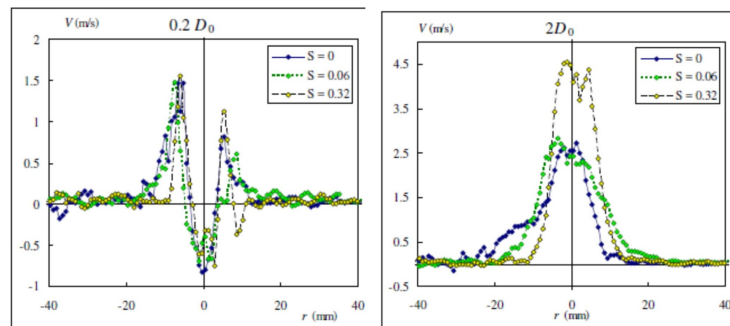 V (m/s)
0.2 D₀
2
1.5
1
0.5
0
-0.5
-1
-40
-20
0
20
40
r (mm)
S = 0
S = 0.06
S = 0.32
V (m/s)
2D₀
4.5
3.5
2.5
1.5
0.5
-0.5
-40
-20
0
20
40
r (mm)
S = 0
S = 0.06
S = 0.32